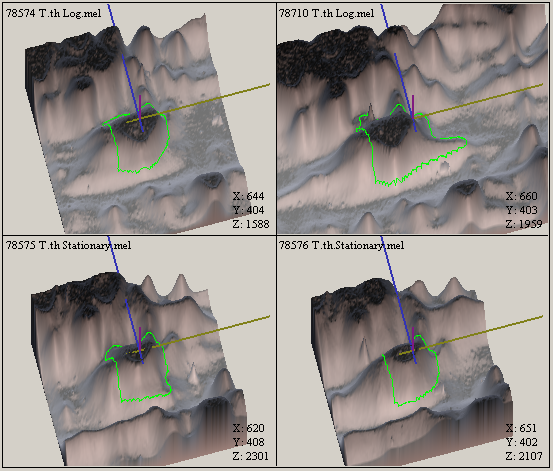 78574 T.th Log.mel
X: 644
Y: 404
Z: 1588
78710 T.th Log.mel
X: 660
Y: 403
Z: 1959
78575 T.th Stationary.mel
X: 620
Y: 408
Z: 2301
78576 T.th.Stationary.mel
X: 651
Y: 402
Z: 2107